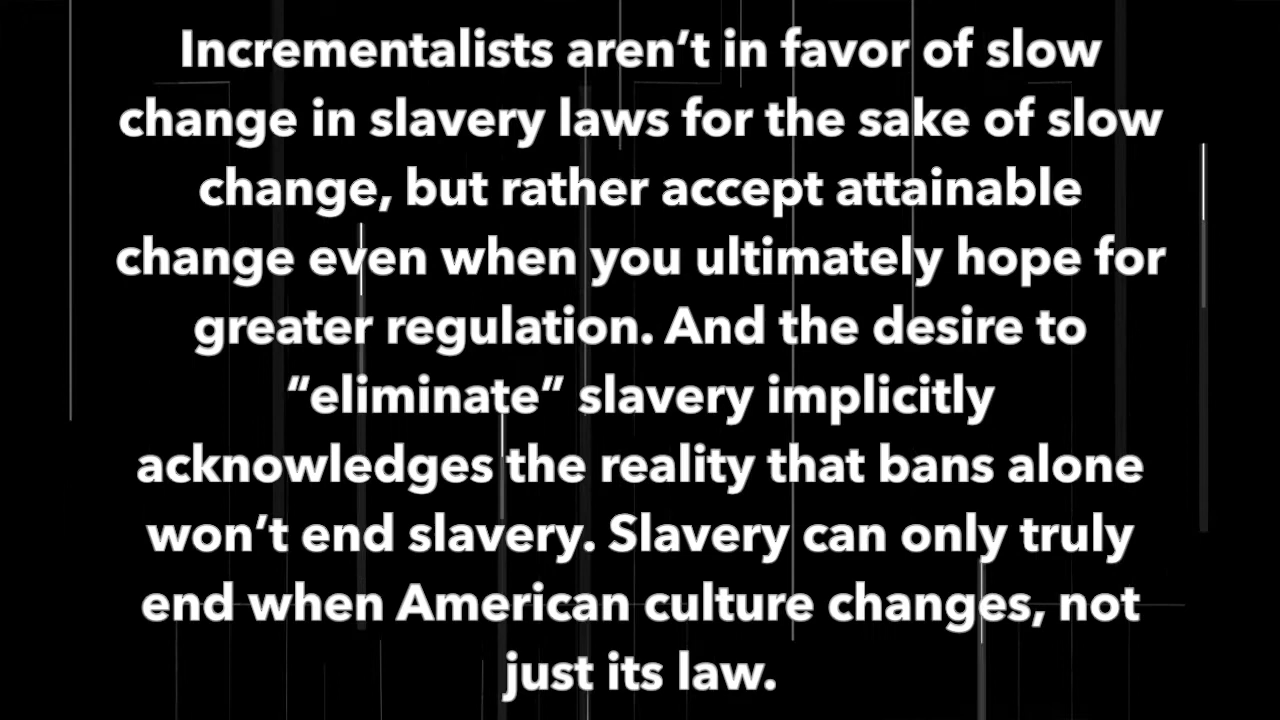 Incrementalists aren’t in favor of slow
change in slavery laws for the sake of slow
change, but rather accept attainable
change even when you ultimately hope for
greater regulation. And the desire to
“eliminate” slavery implicitly
acknowledges the reality that bans alone
won’t end slavery. Slavery can only truly
end when American culture changes, not
just its law.